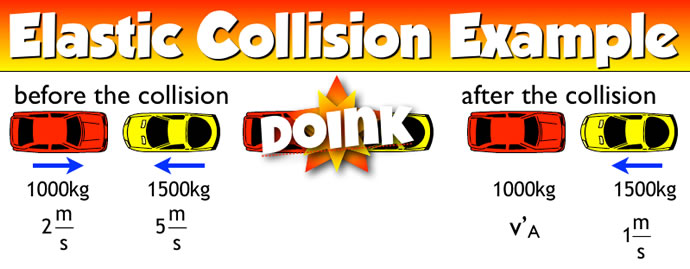 Elastic Collision Example
before the collision
DOINK
after the collision
1000kg 1500kg 1000kg 1500kg
2 m/s 5 m/s v'A 1 m/s